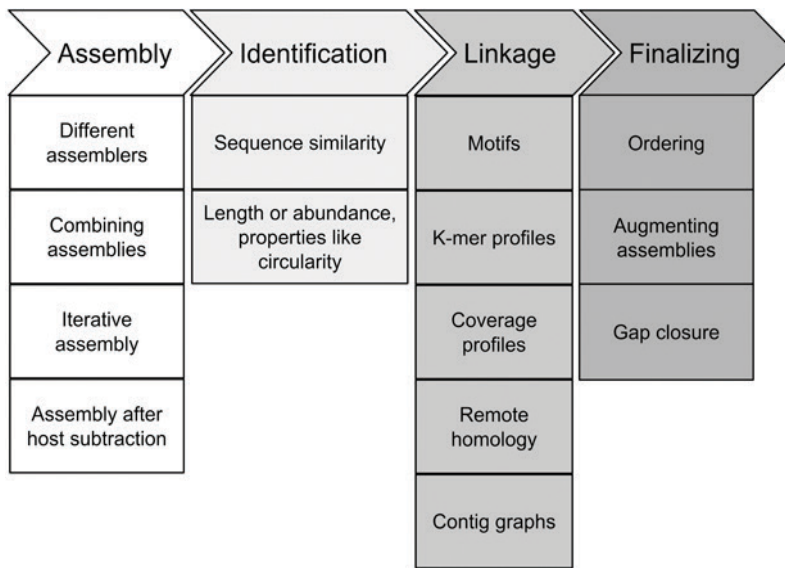 Assembly
Identification
Linkage
Finalizing
Different
assemblers
Combining
assemblies
Iterative
assembly
Assembly after
host subtraction
Sequence similarity
Length or abundance,
properties like
circularity
Motifs
K-mer profiles
Coverage
profiles
Remote
homology
Contig graphs
Ordering
Augmenting
assemblies
Gap closure